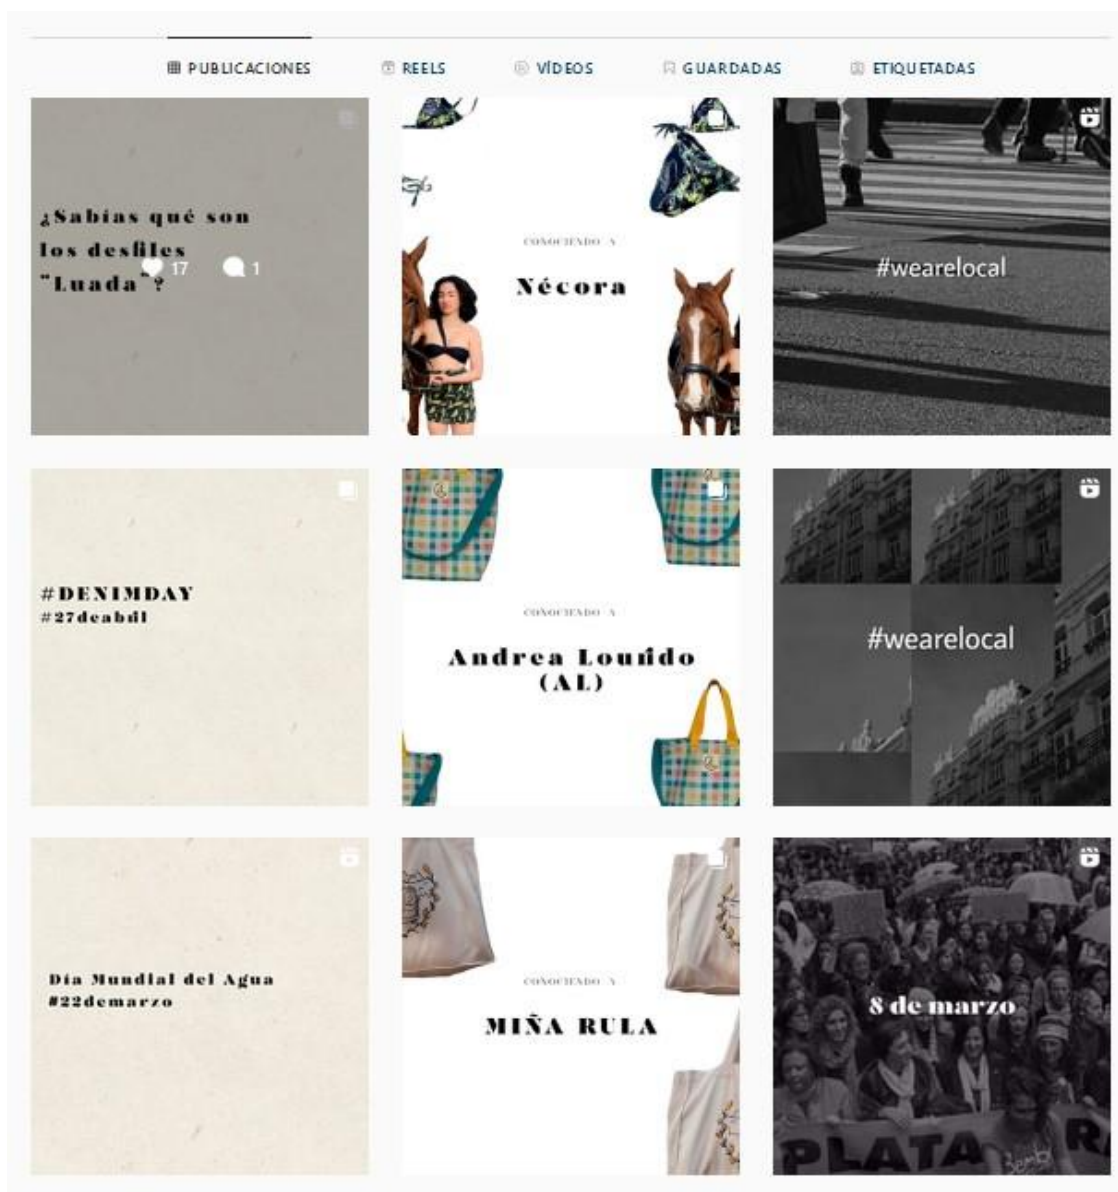 PUBLICACIONES
REELS
VÍDEOS
GUARDADAS
ETIQUETADAS
¿Sabías qué son
los desfiles
"Luada"?
17
1
CONOCIENDO A
Nécora
#wearelocal
#DENIMDAY
#27deabril
CONOCIENDO A
Andrea Lourido
(AL)
#wearelocal
Día Mundial del Agua
#22demarzo
CONOCIENDO A
MIÑA RULA
8 de marzo
PLATA
R